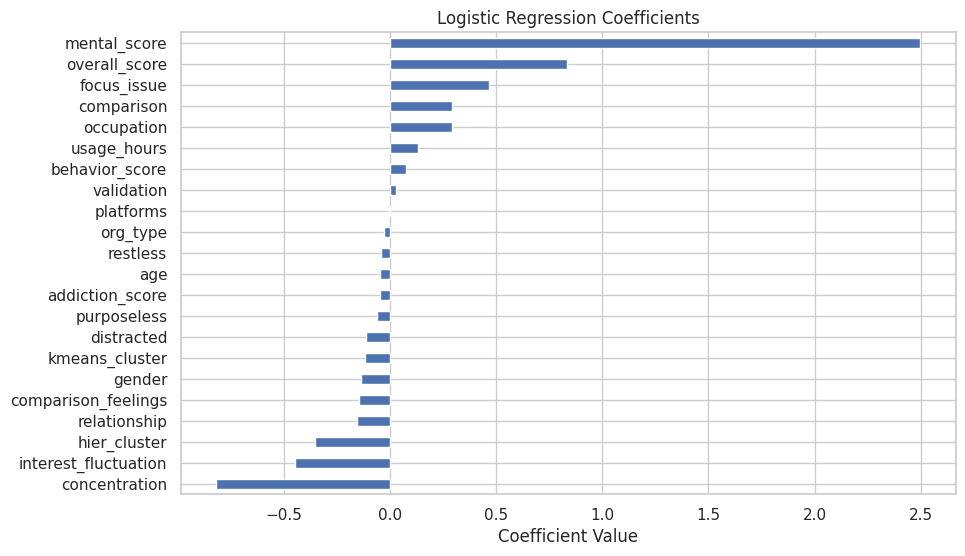 Logistic Regression Coefficients
mental_score
overall_score
focus_issue
comparison
occupation
usage_hours
behavior_score
validation
platforms
org_type
restless
age
addiction_score
purposeless
distracted
kmeans_cluster
gender
comparison_feelings
relationship
hier_cluster
interest_fluctuation
concentration
−0.5 0.0 0.5 1.0 1.5 2.0 2.5
Coefficient Value